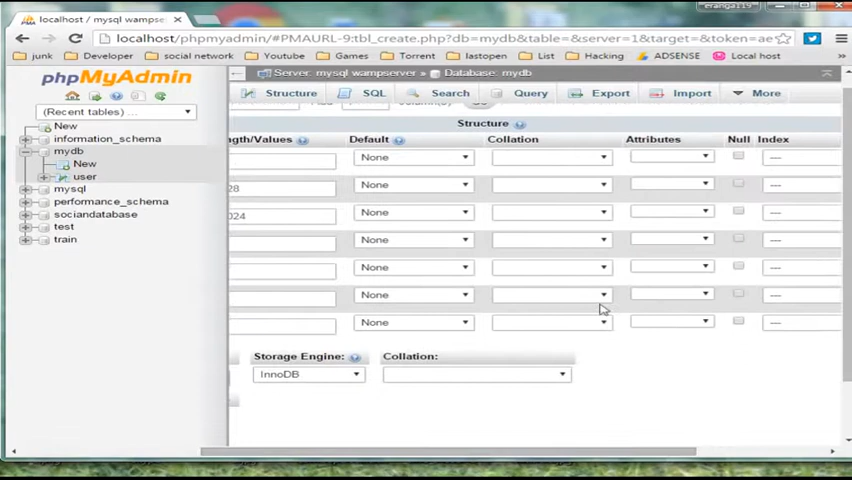 localhost / mysql wampse
erangaj19
localhost/phpmyadmin/#PMAURL-9:tbl_create.php?db=mydb&table=&server=1&target=&token=ae
junk Developer social network Youtube Games Torrent lastopen List Hacking ADSENSE Local host
phpMyAdmin
Server: mysql wampserver » Database: mydb
Structure SQL Search Query Export Import More
(Recent tables) ...
New
information_schema
mydb
New
user
mysql
performance_schema
sociandatabase
test
train
Structure
ngth/Values Default Collation Attributes Null Index
None ---
28 None ---
024 None ---
None ---
None ---
None ---
None ---
Storage Engine: Collation:
InnoDB